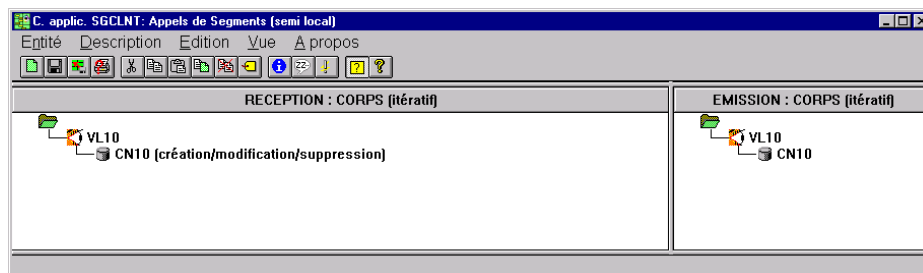 C. applic. SGCLNT: Appels de Segments (semi local)
Entité Description Edition Vue A propos
RECEPTION : CORPS (itératif) EMISSION : CORPS (itératif)
VL10 VL10
CN10 (création/modification/suppression) CN10